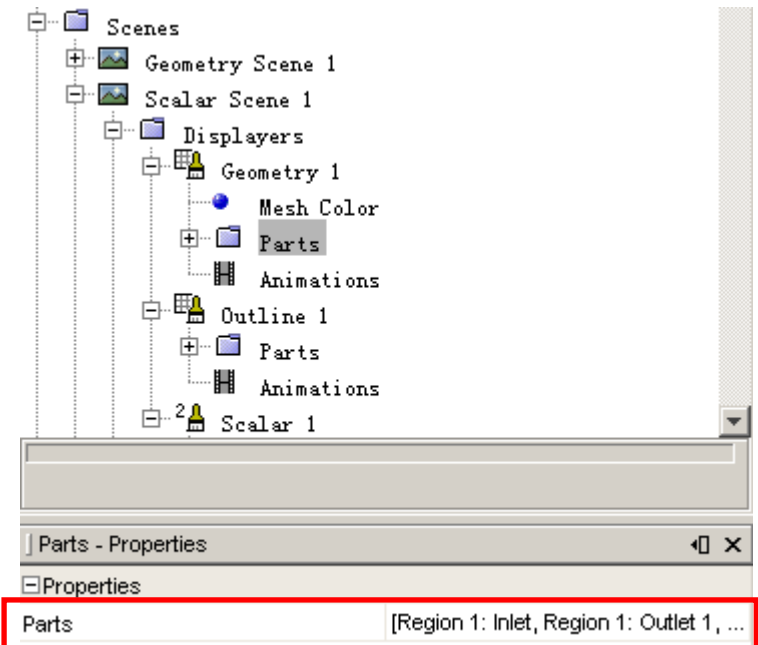 Scenes
Geometry Scene 1
Scalar Scene 1
Displayers
Geometry 1
Mesh Color
Parts
Animations
Outline 1
Parts
Animations
2 Scalar 1
Parts - Properties
Properties
Parts [Region 1: Inlet, Region 1: Outlet 1, ...